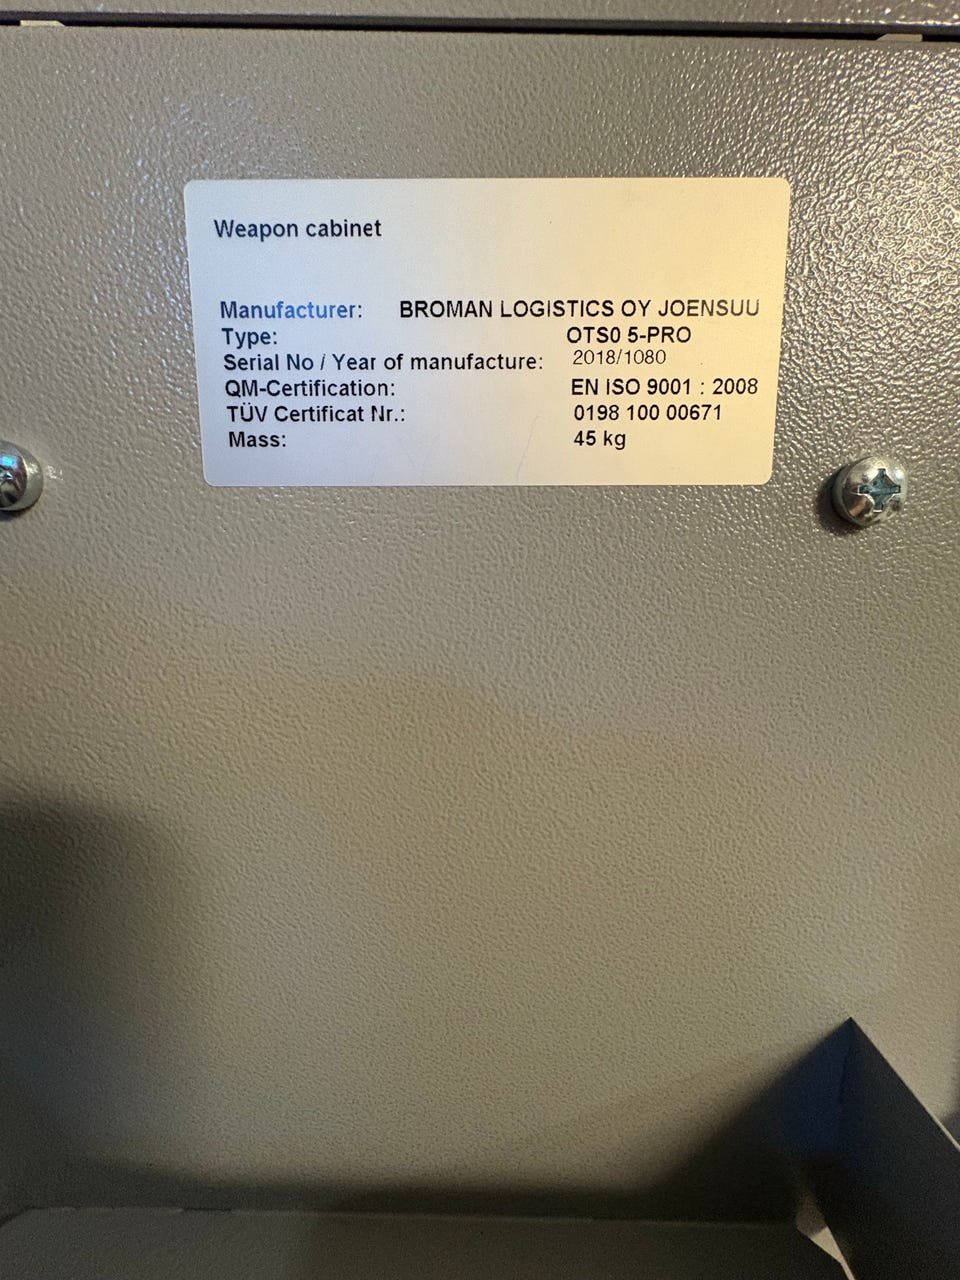 Weapon cabinet
Manufacturer: BROMAN LOGISTICS OY JOENSUU
Type: OTS0 5-PRO
Serial No / Year of manufacture: 2018/1080
QM-Certification: EN ISO 9001 : 2008
TÜV Certificat Nr.: 0198 100 00671
Mass: 45 kg